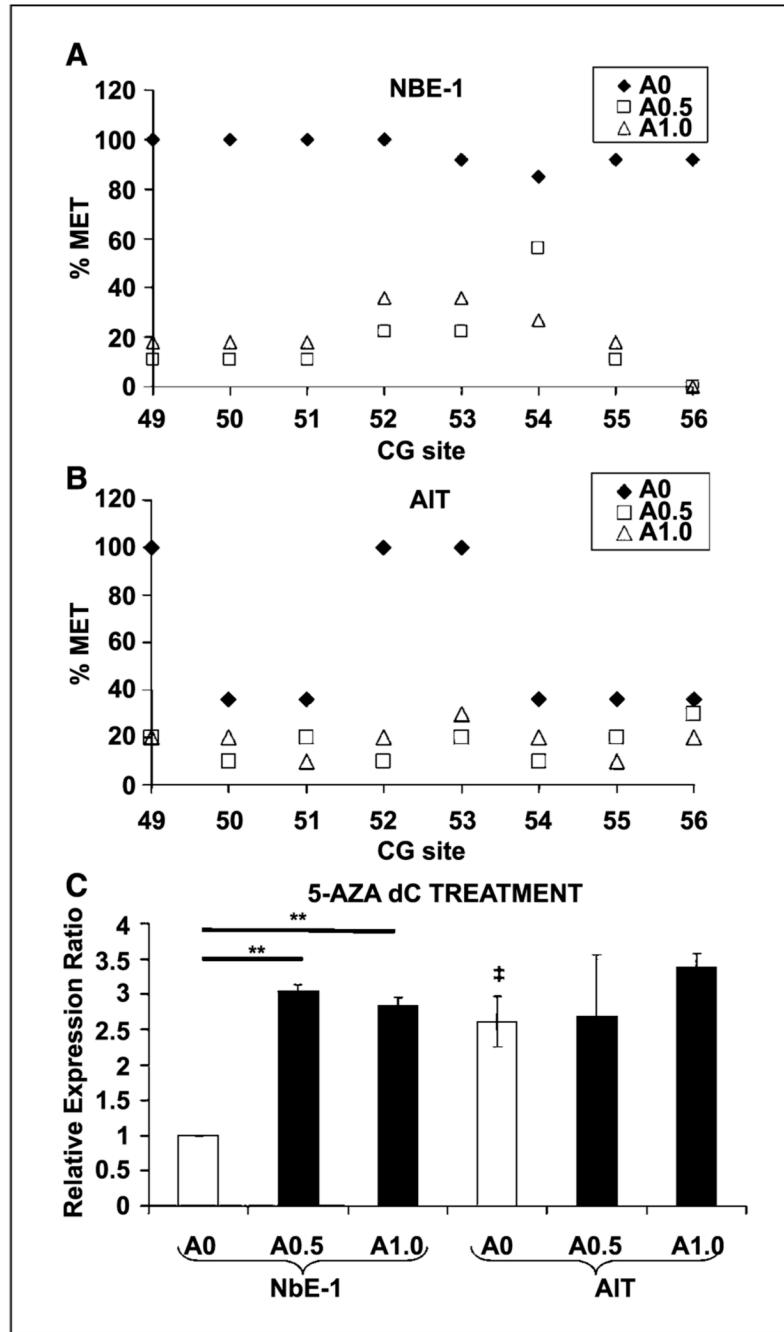 A
NBE-1
A0
A0.5
A1.0
120
100
80
60
40
20
0
% MET
49 50 51 52 53 54 55 56
CG site
B
AIT
A0
A0.5
A1.0
120
100
80
60
40
20
0
% MET
49 50 51 52 53 54 55 56
CG site
C
5-AZA dC TREATMENT
Relative Expression Ratio
4
3.5
3
2.5
2
1.5
1
0.5
0
**
**
‡
A0 A0.5 A1.0 A0 A0.5 A1.0
NbE-1 AIT